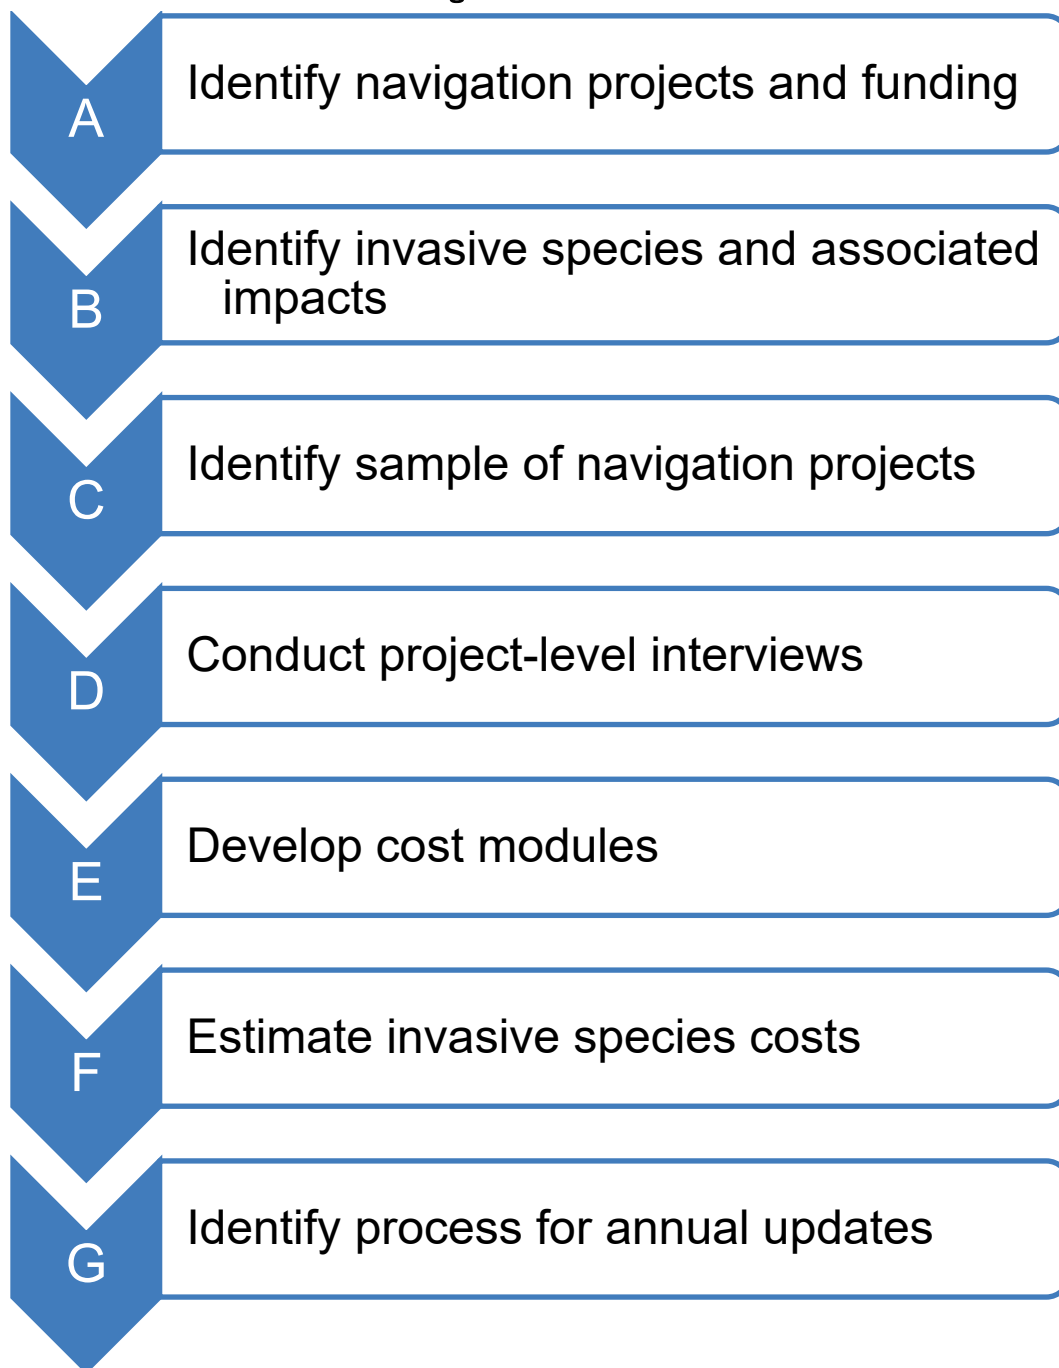 A
Identify navigation projects and funding
B
Identify invasive species and associated
impacts
C
Identify sample of navigation projects
D
Conduct project-level interviews
E
Develop cost modules
F
Estimate invasive species costs
G
Identify process for annual updates